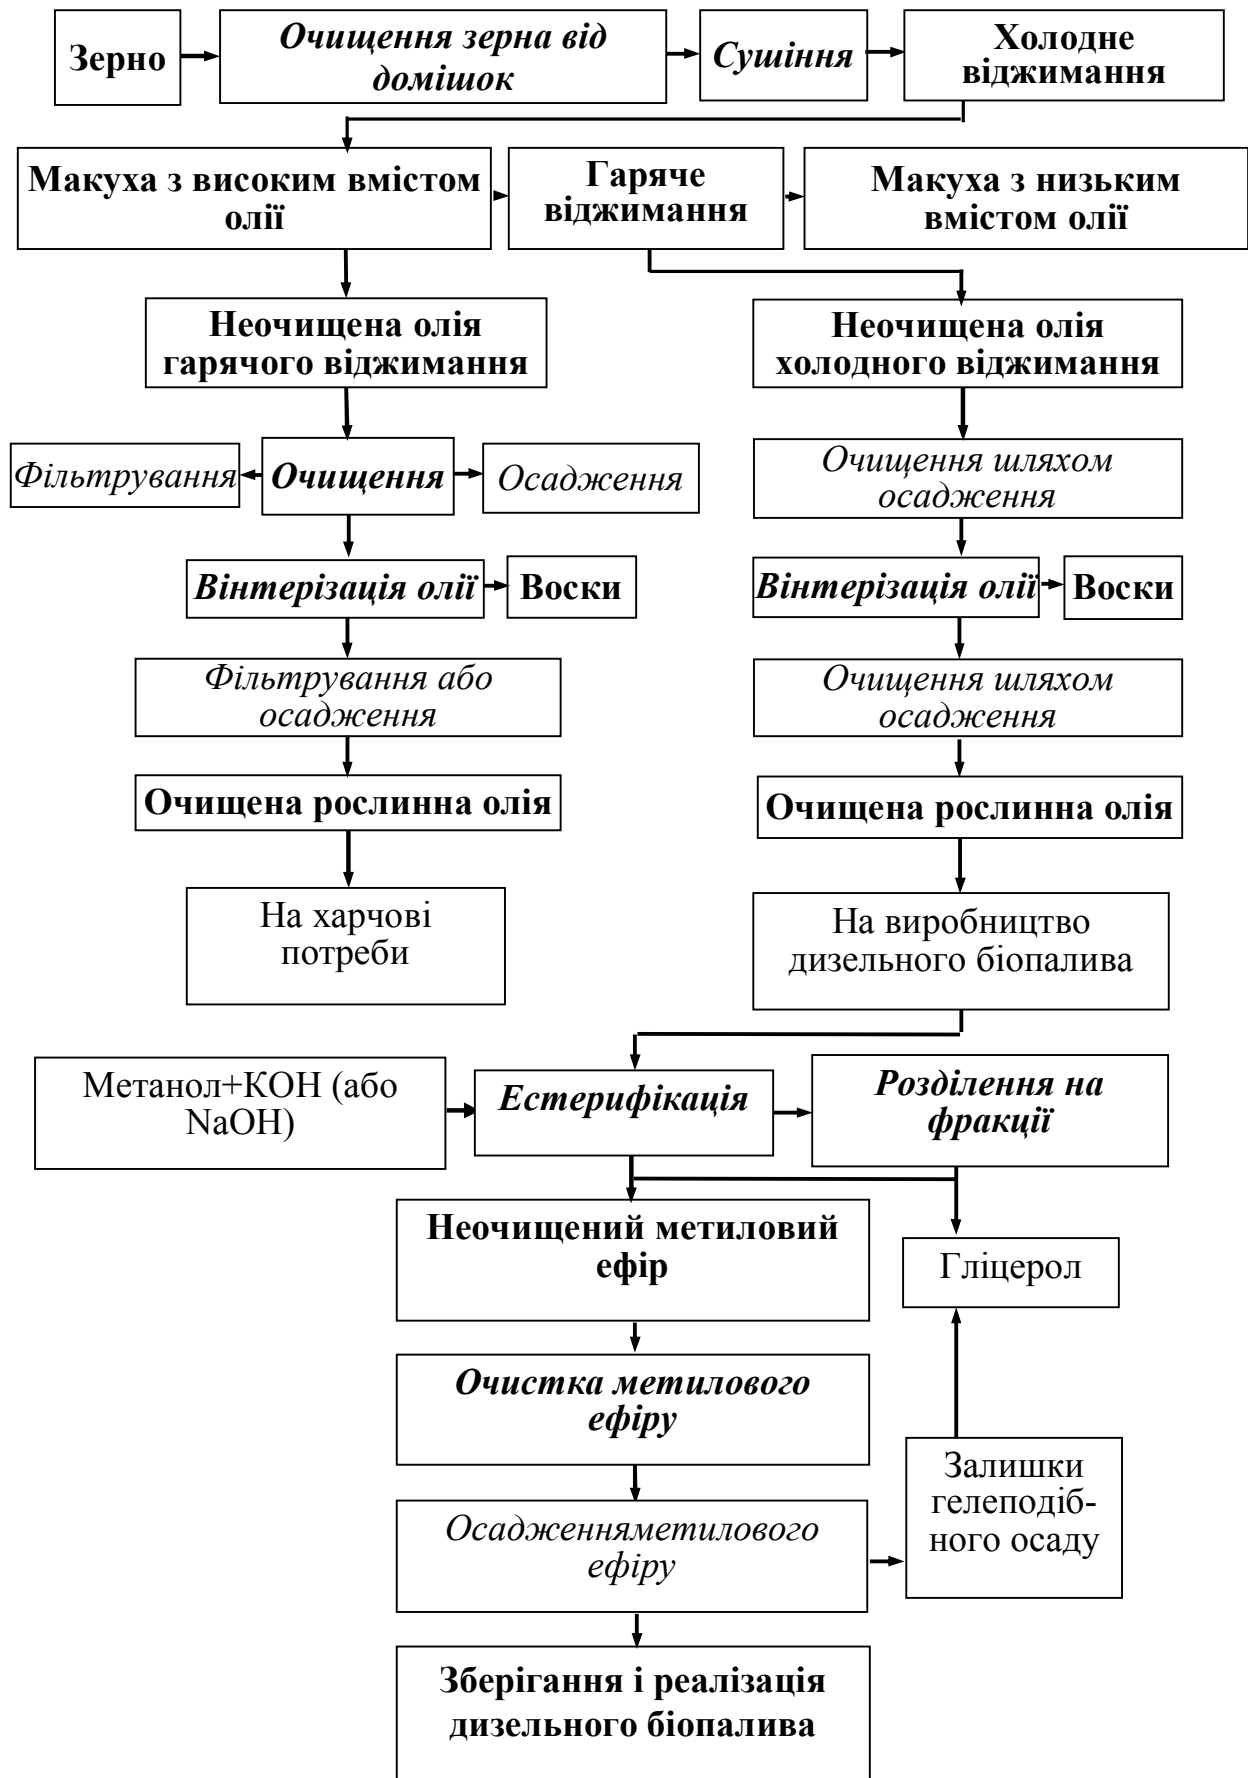 Зерно
Очищення зерна від
домішок
Сушіння
Холодне
віджимання
Макуха з високим вмістом
олії
Гаряче
віджимання
Макуха з низьким
вмістом олії
Неочищена олія
гарячого віджимання
Неочищена олія
холодного віджимання
Фільтрування
Очищення
Осадження
Очищення шляхом
осадження
Вінтерізація олії
Воски
Вінтерізація олії
Воски
Фільтрування або
осадження
Очищення шляхом
осадження
Очищена рослинна олія
Очищена рослинна олія
На харчові
потреби
На виробництво
дизельного біопалива
Метанол+КОН (або
NaOH)
Естерифікація
Розділення на
фракції
Неочищений метиловий
ефір
Гліцерол
Очистка метилового
ефіру
Залишки
гелеподіб-
ного осаду
Осадженняметилового
ефіру
Зберігання і реалізація
дизельного біопалива